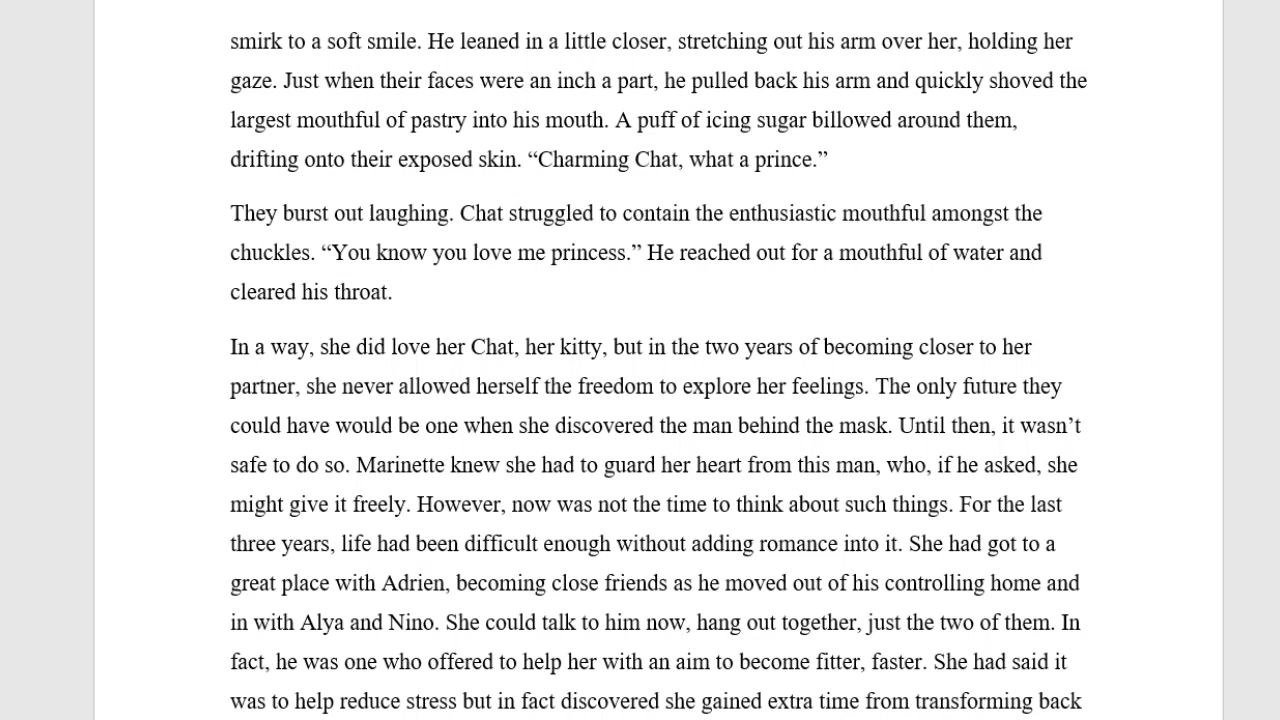 smirk to a soft smile. He leaned in a little closer, stretching out his arm over her, holding her
gaze. Just when their faces were an inch a part, he pulled back his arm and quickly shoved the
largest mouthful of pastry into his mouth. A puff of icing sugar billowed around them,
drifting onto their exposed skin. “Charming Chat, what a prince.”
They burst out laughing. Chat struggled to contain the enthusiastic mouthful amongst the
chuckles. “You know you love me princess.” He reached out for a mouthful of water and
cleared his throat.
In a way, she did love her Chat, her kitty, but in the two years of becoming closer to her
partner, she never allowed herself the freedom to explore her feelings. The only future they
could have would be one when she discovered the man behind the mask. Until then, it wasn’t
safe to do so. Marinette knew she had to guard her heart from this man, who, if he asked, she
might give it freely. However, now was not the time to think about such things. For the last
three years, life had been difficult enough without adding romance into it. She had got to a
great place with Adrien, becoming close friends as he moved out of his controlling home and
in with Alya and Nino. She could talk to him now, hang out together, just the two of them. In
fact, he was one who offered to help her with an aim to become fitter, faster. She had said it
was to help reduce stress but in fact discovered she gained extra time from transforming back